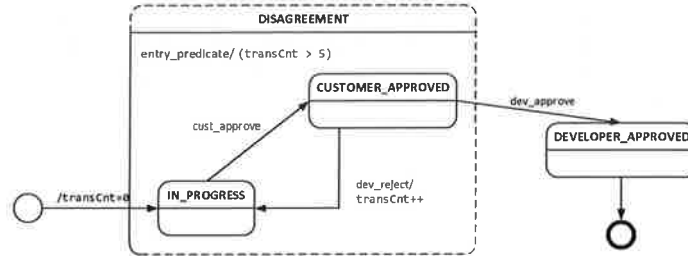 DISAGREEMENT
entry_predicate/ (transCnt > 5)
CUSTOMER_APPROVED
dev_approve
cust_approve
DEVELOPER_APPROVED
dev_reject/
transCnt++
IN_PROGRESS
/transCnt=0